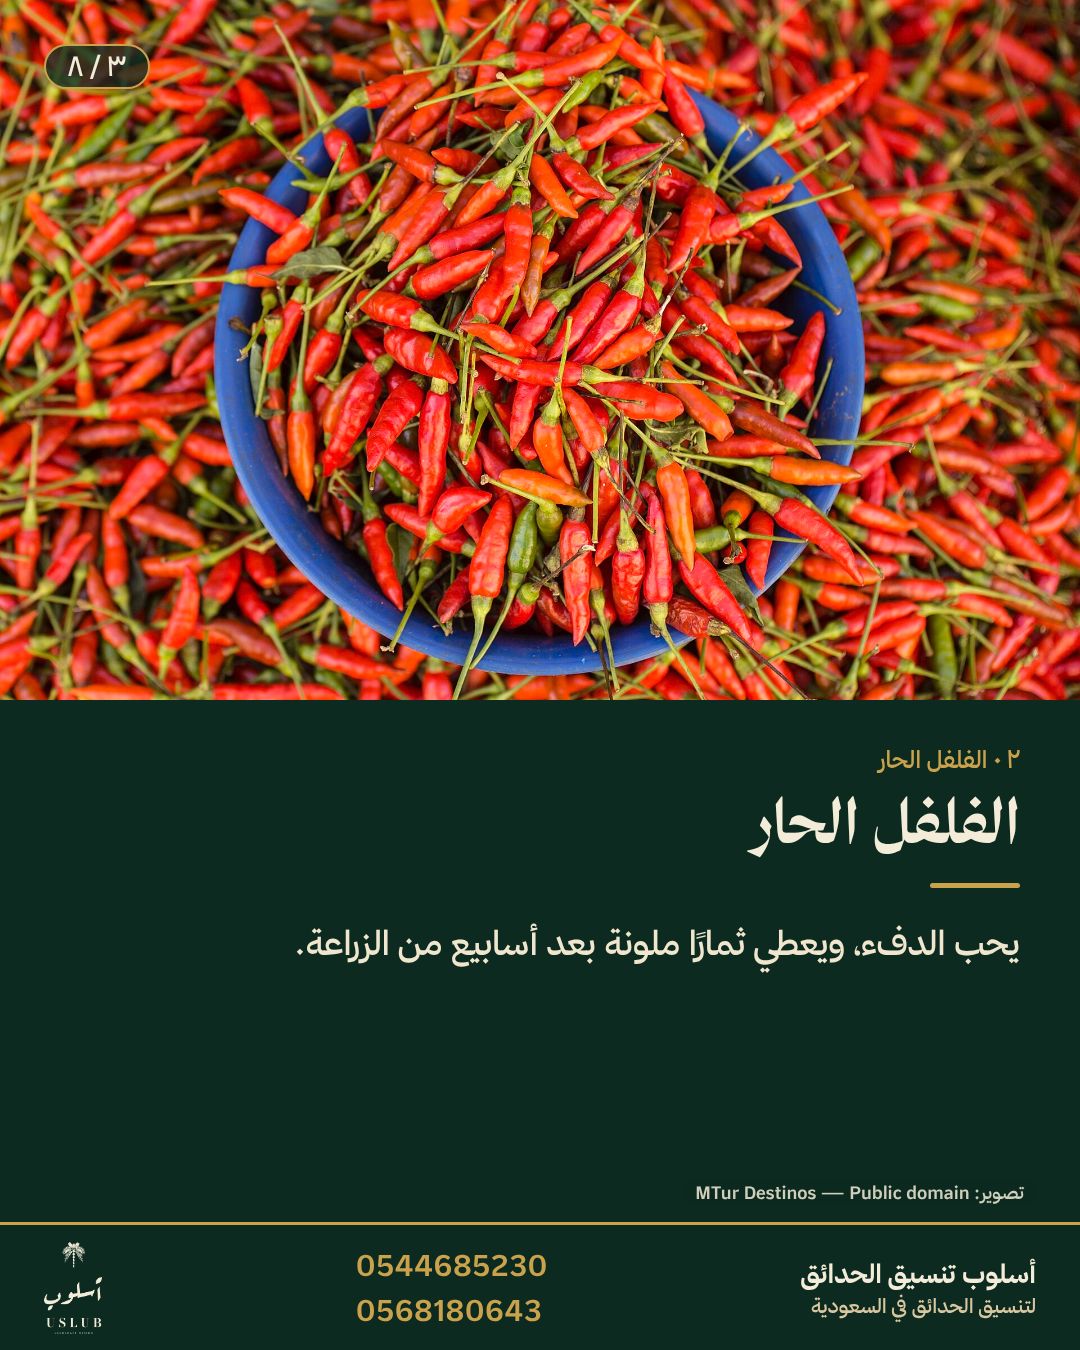 ٣ / ٨
٢ · الفلفل الحار
الفلفل الحار
يحب الدفء، ويعطي ثمارًا ملونة بعد أسابيع من الزراعة.
تصوير: MTur Destinos — Public domain
أسلوب تنسيق الحدائق
لتنسيق الحدائق في السعودية
0544685230
0568180643
أسلوب
USLUB